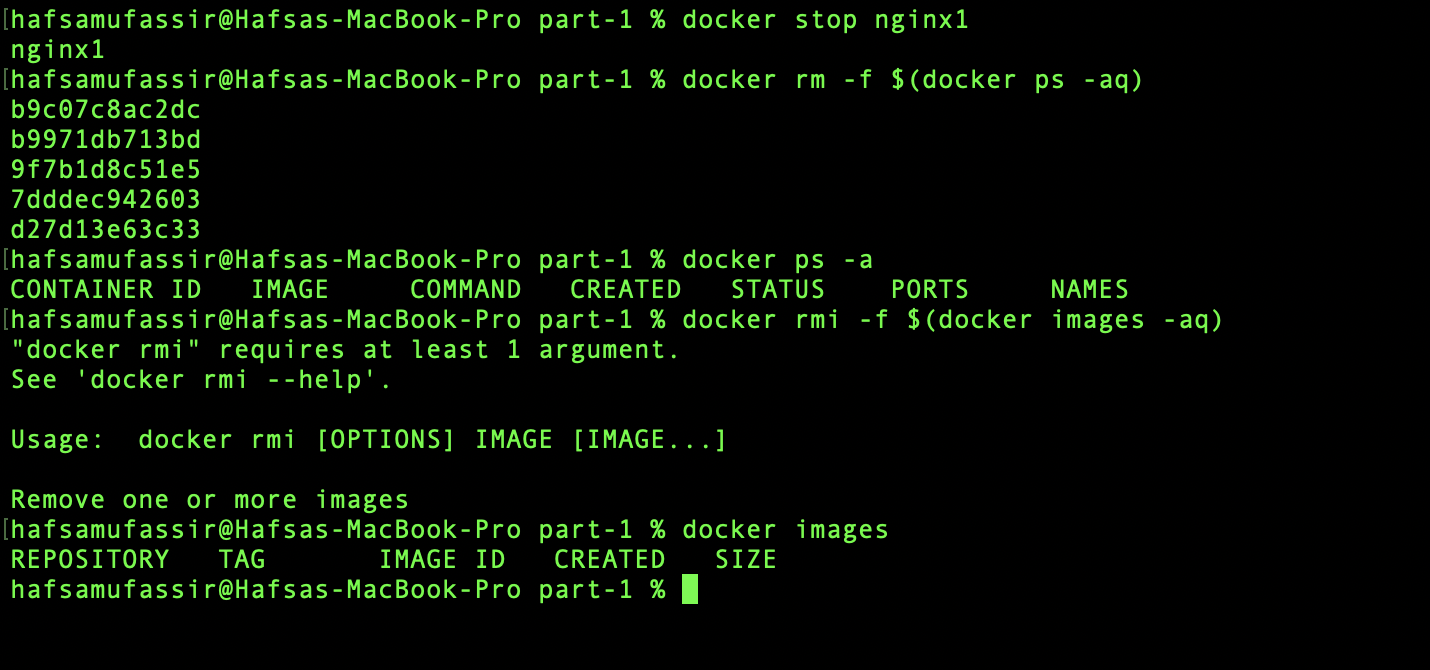 [hafsamufassir@Hafsas-MacBook-Pro part-1 % docker stop nginx1
nginx1
[hafsamufassir@Hafsas-MacBook-Pro part-1 % docker rm -f $(docker ps -aq)
b9c07c8ac2dc
b9971db713bd
9f7b1d8c51e5
7dddec942603
d27d13e63c33
[hafsamufassir@Hafsas-MacBook-Pro part-1 % docker ps -a
CONTAINER ID   IMAGE     COMMAND   CREATED   STATUS    PORTS     NAMES
[hafsamufassir@Hafsas-MacBook-Pro part-1 % docker rmi -f $(docker images -aq)
"docker rmi" requires at least 1 argument.
See 'docker rmi --help'.

Usage:  docker rmi [OPTIONS] IMAGE [IMAGE...]

Remove one or more images
[hafsamufassir@Hafsas-MacBook-Pro part-1 % docker images
REPOSITORY   TAG       IMAGE ID   CREATED   SIZE
hafsamufassir@Hafsas-MacBook-Pro part-1 %